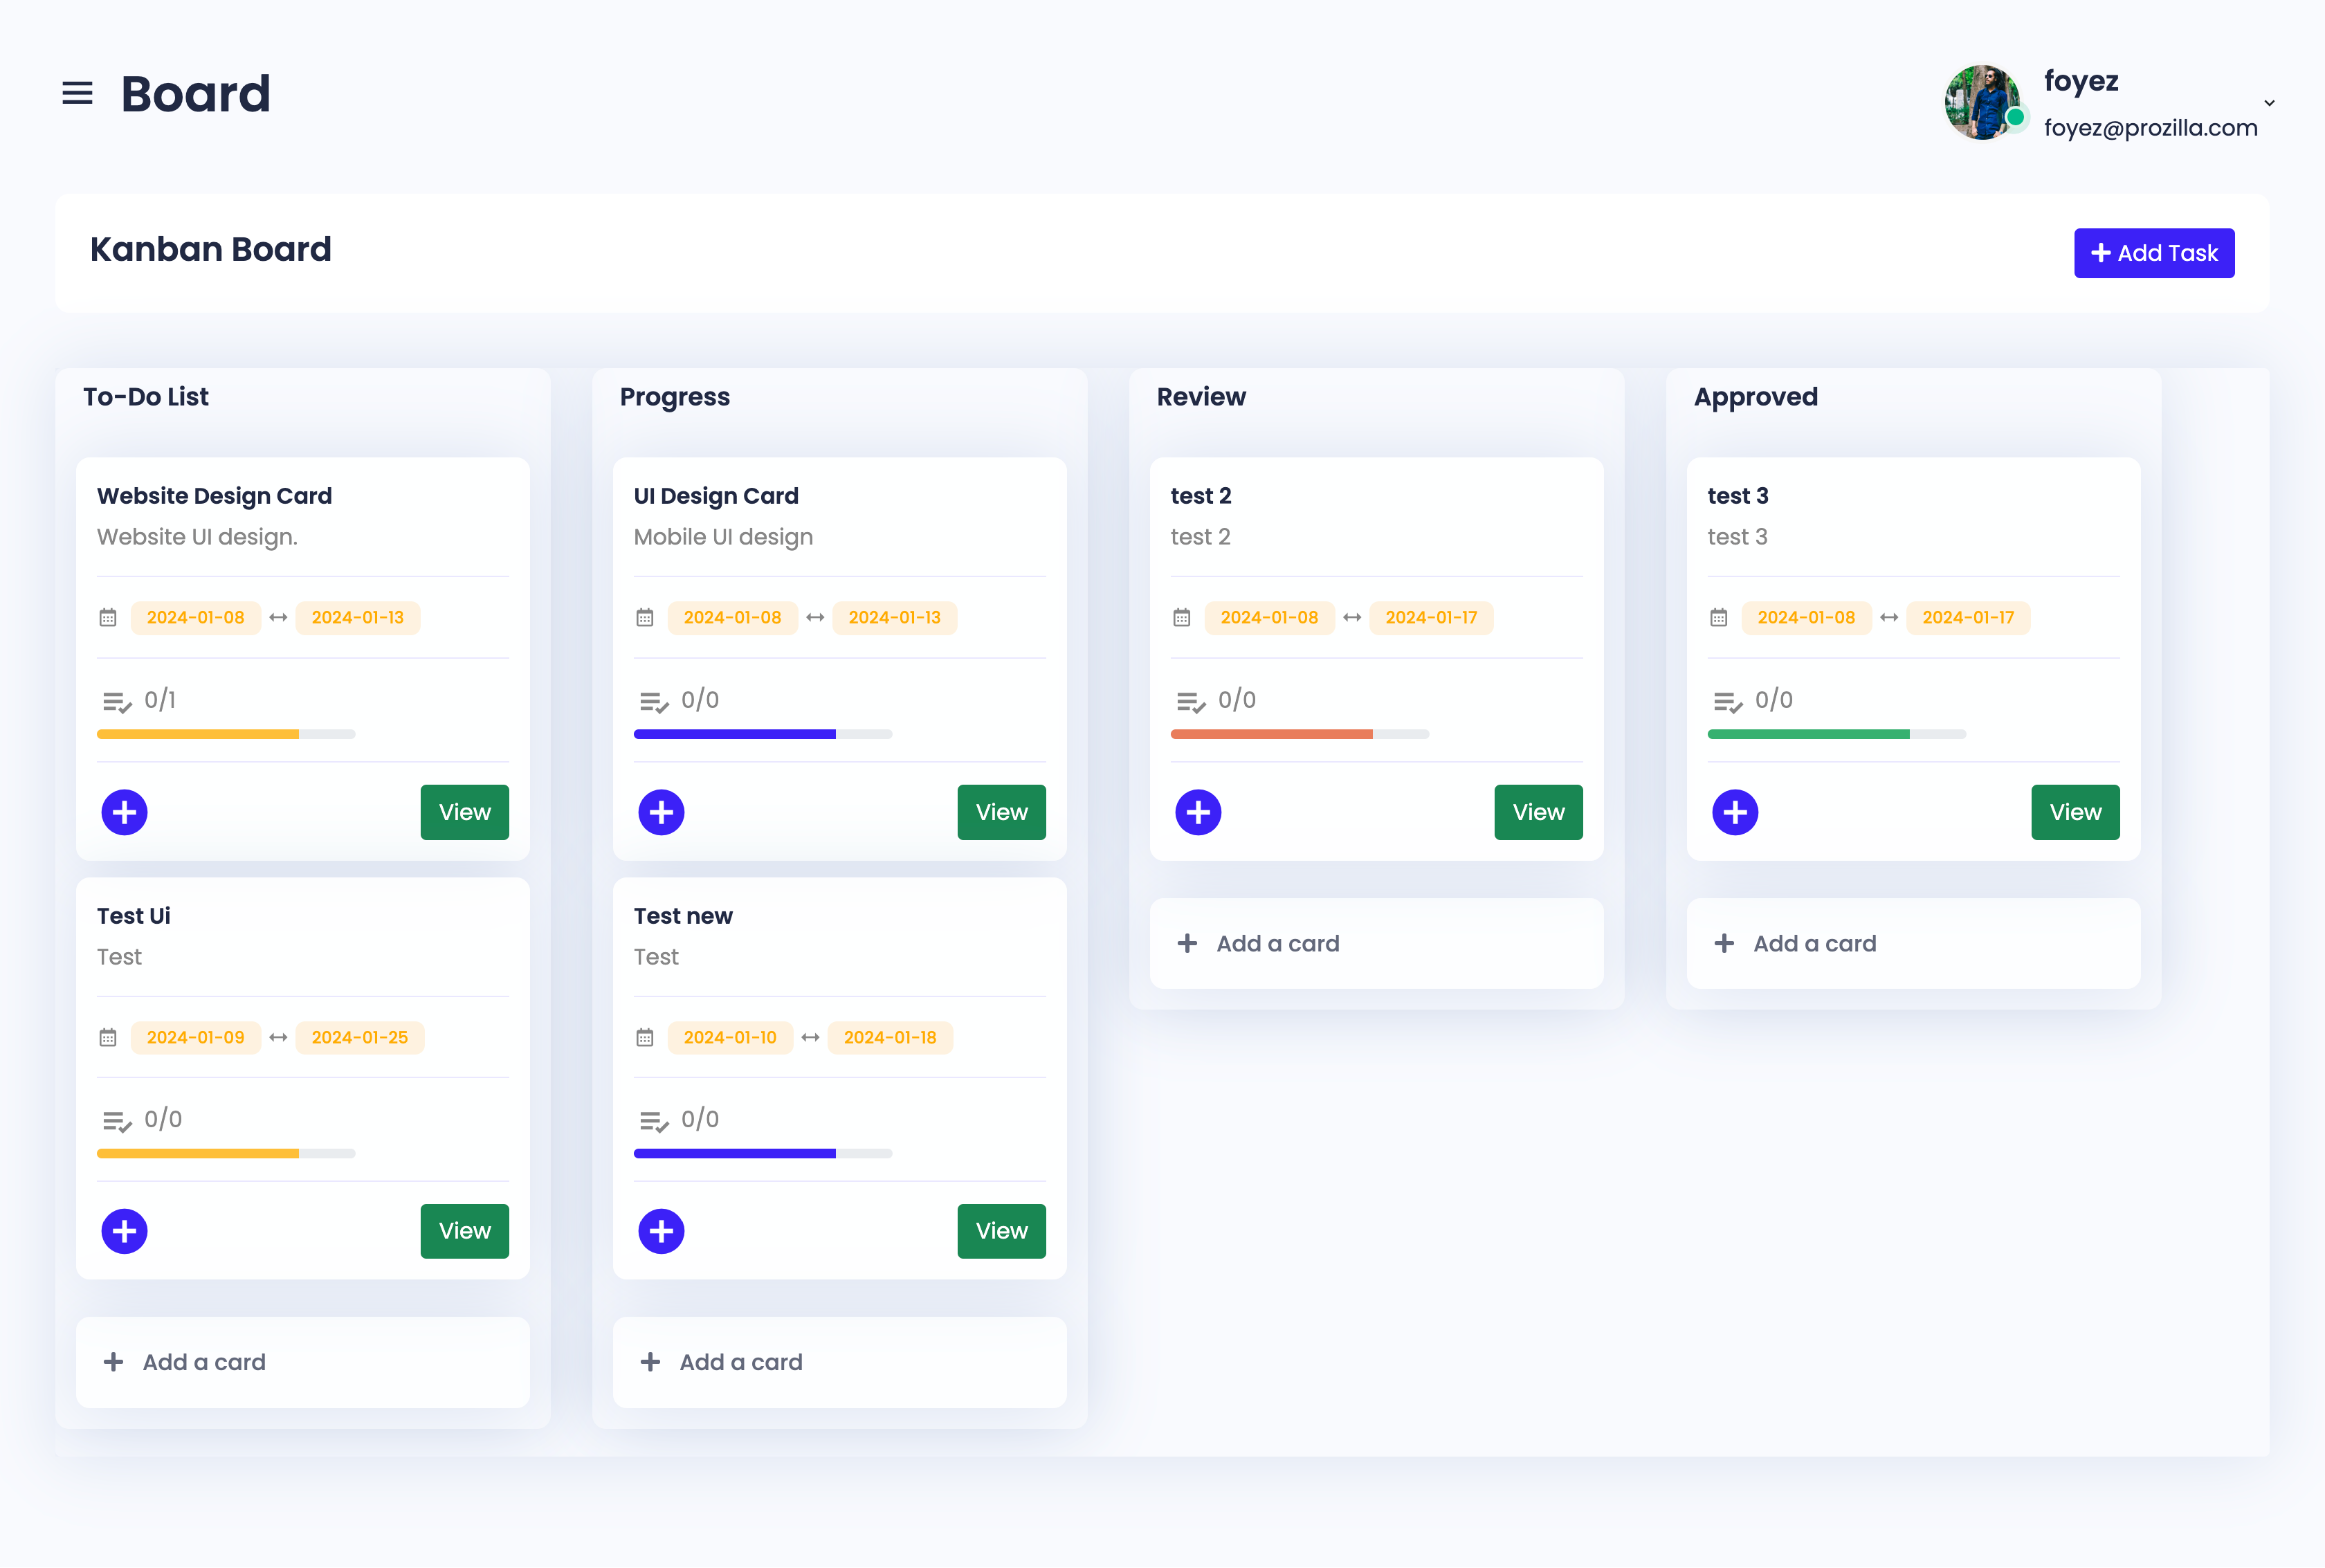 Board
foyez
foyez@prozilla.com
Kanban Board
Add Task
To-Do List
Website Design Card
Website UI design.
2024-01-08 2024-01-13
0/1
View
Test Ui
Test
2024-01-09 2024-01-25
0/0
View
Add a card
Progress
UI Design Card
Mobile UI design
2024-01-08 2024-01-13
0/0
View
Test new
Test
2024-01-10 2024-01-18
0/0
View
Add a card
Review
test 2
test 2
2024-01-08 2024-01-17
0/0
View
Add a card
Approved
test 3
test 3
2024-01-08 2024-01-17
0/0
View
Add a card